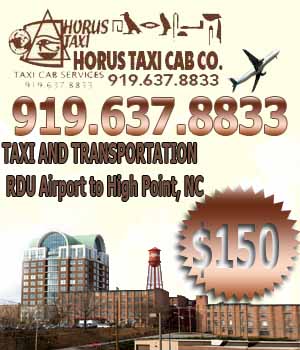 HORUS
TAXI
TAXI CAB SERVICES
919.637.8833
HORUS TAXI CAB CO.
919.637.8833
919.637.8833
TAXI AND TRANSPORTATION
RDU Airport to High Point, NC
$150